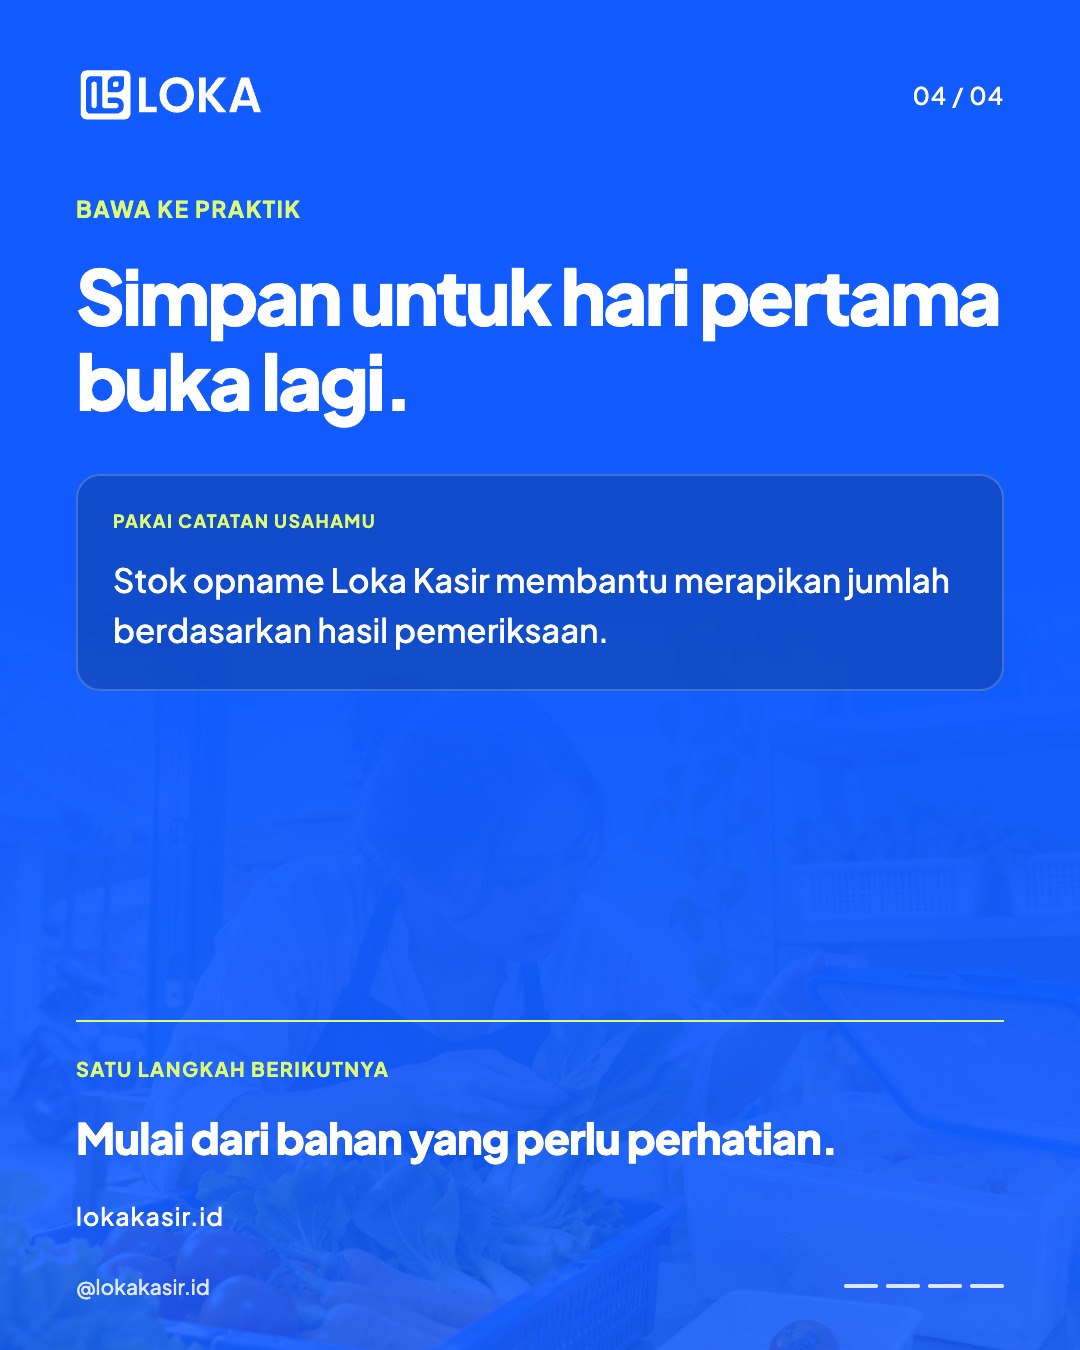 LOKA
04 / 04
BAWA KE PRAKTIK
Simpan untuk hari pertama
buka lagi.
PAKAI CATATAN USAHAMU
Stok opname Loka Kasir membantu merapikan jumlah
berdasarkan hasil pemeriksaan.
SATU LANGKAH BERIKUTNYA
Mulai dari bahan yang perlu perhatian.
lokakasir.id
@lokakasir.id